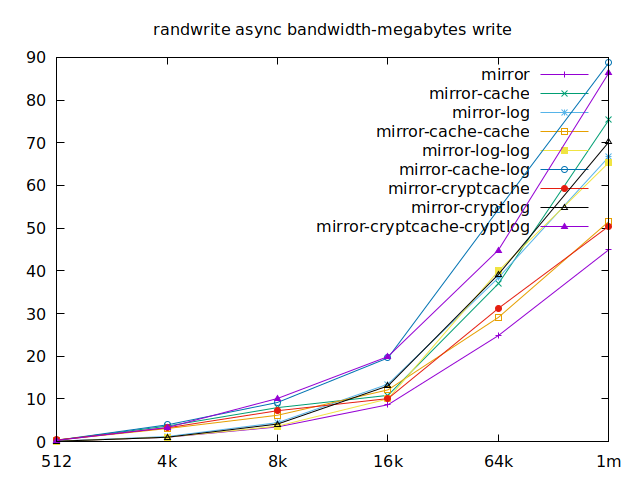 randwrite async bandwidth-megabytes write
90
80
70
60
50
40
30
20
10
0
mirror
mirror-cache
mirror-log
mirror-cache-cache
mirror-log-log
mirror-cache-log
mirror-cryptcache
mirror-cryptlog
mirror-cryptcache-cryptlog
512 4k 8k 16k 64k 1m